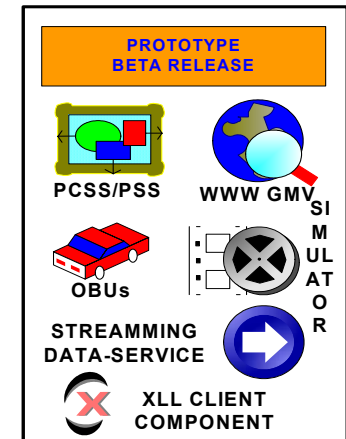 PROTOTYPE
BETA RELEASE
PCSS/PSS
WWW GMV
SI
M
UL
AT
O
R
OBUs
STREAMMING
DATA-SERVICE
X
XLL CLIENT
COMPONENT